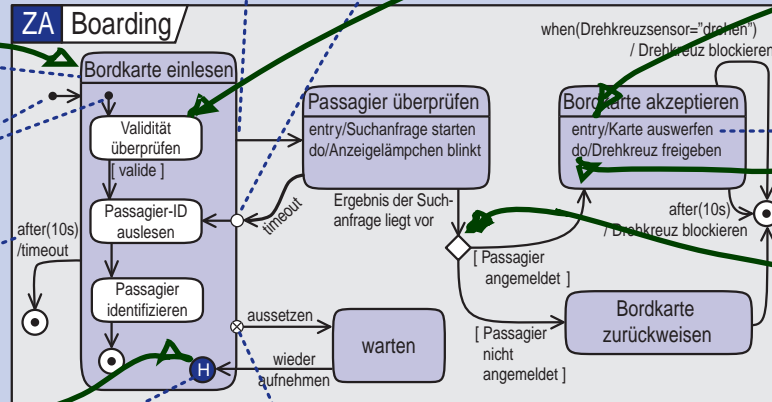 ZA Boarding
when(Drehkreuzsensor="drehen")
/ Drehkreuz blockieren
Bordkarte einlesen
Validität
überprüfen
[ valide ]
Passagier-ID
auslesen
Passagier
identifizieren
H
after(10s)
/timeout
Passagier überprüfen
entry/Suchanfrage starten
do/Anzeigelämpchen blinkt
timeout
Ergebnis der Such-
anfrage liegt vor
Bordkarte akzeptieren
entry/Karte auswerfen
do/Drehkreuz freigeben
after(10s)
/ Drehkreuz blockieren
[ Passagier
angemeldet ]
[ Passagier
nicht
angemeldet ]
Bordkarte
zurückweisen
aussetzen
warten
wieder
aufnehmen